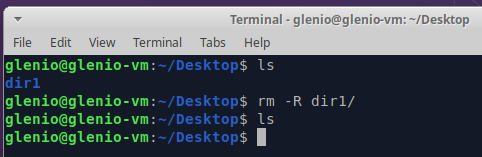 Terminal - glenio@glenio-vm: ~/Desktop
File Edit View Terminal Tabs Help
glenio@glenio-vm:~/Desktop$ ls
dir1
glenio@glenio-vm:~/Desktop$ rm -R dir1/
glenio@glenio-vm:~/Desktop$ ls
glenio@glenio-vm:~/Desktop$